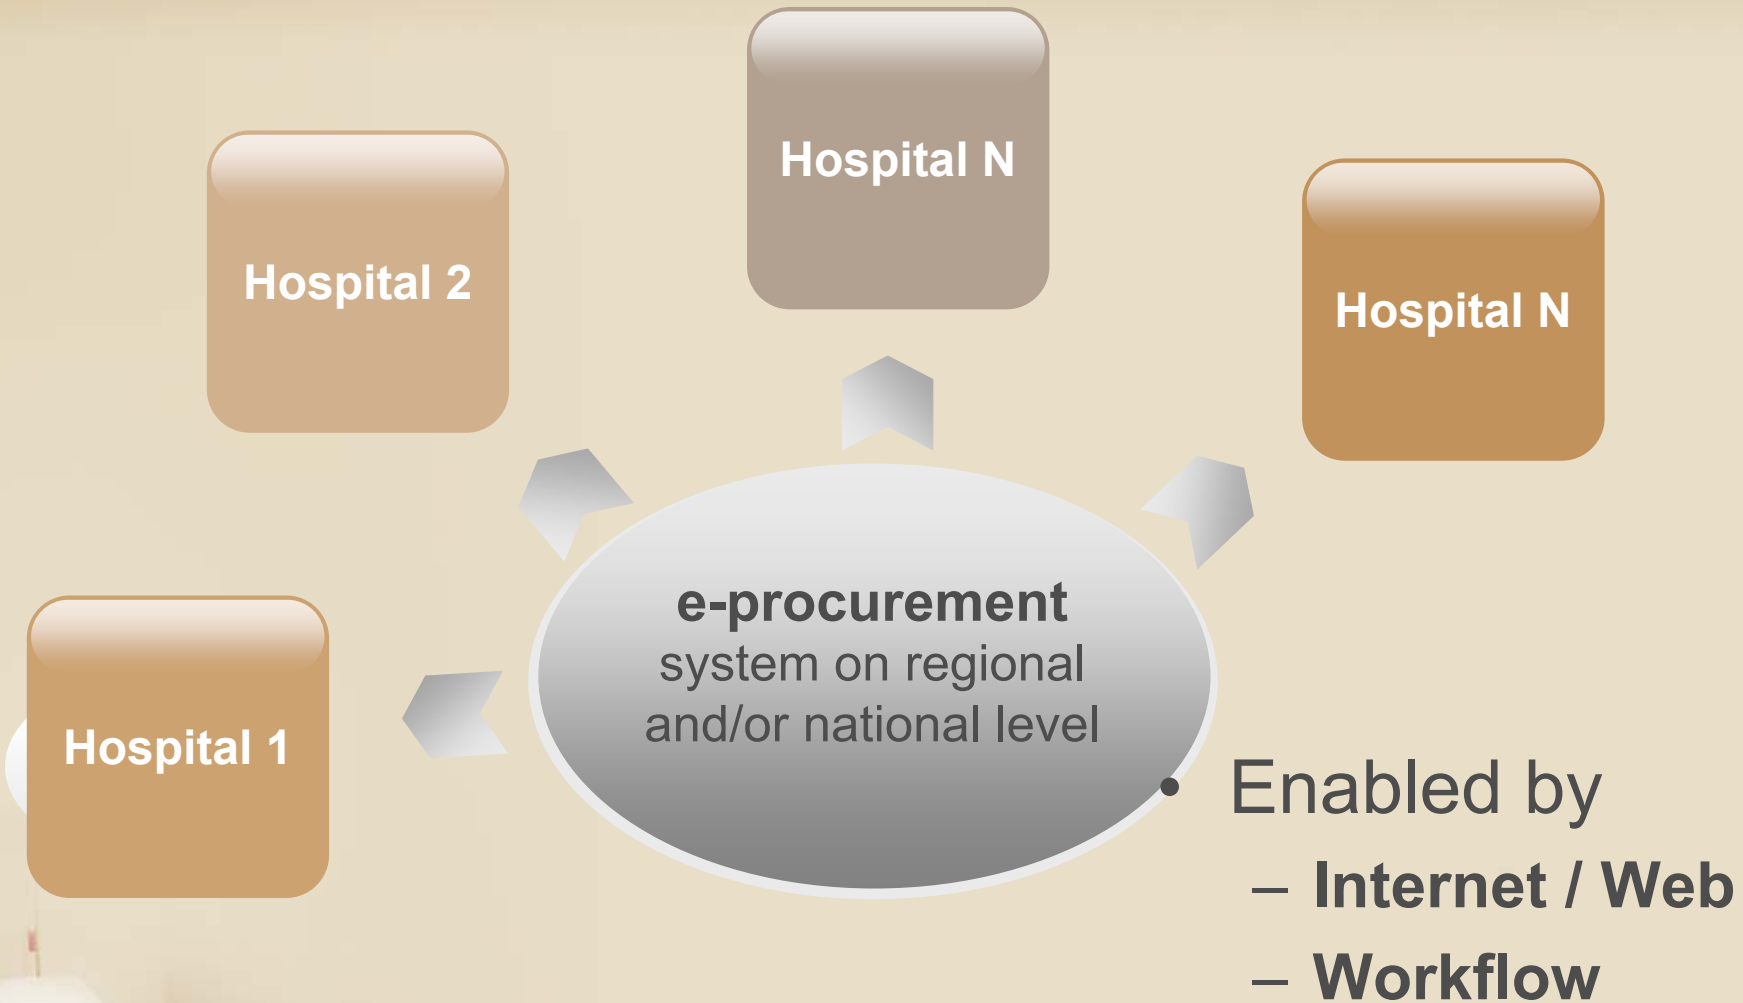 Hospital N
Hospital 2
Hospital N
Hospital 1
e-procurement
system on regional
and/or national level
• Enabled by
– Internet / Web
– Workflow